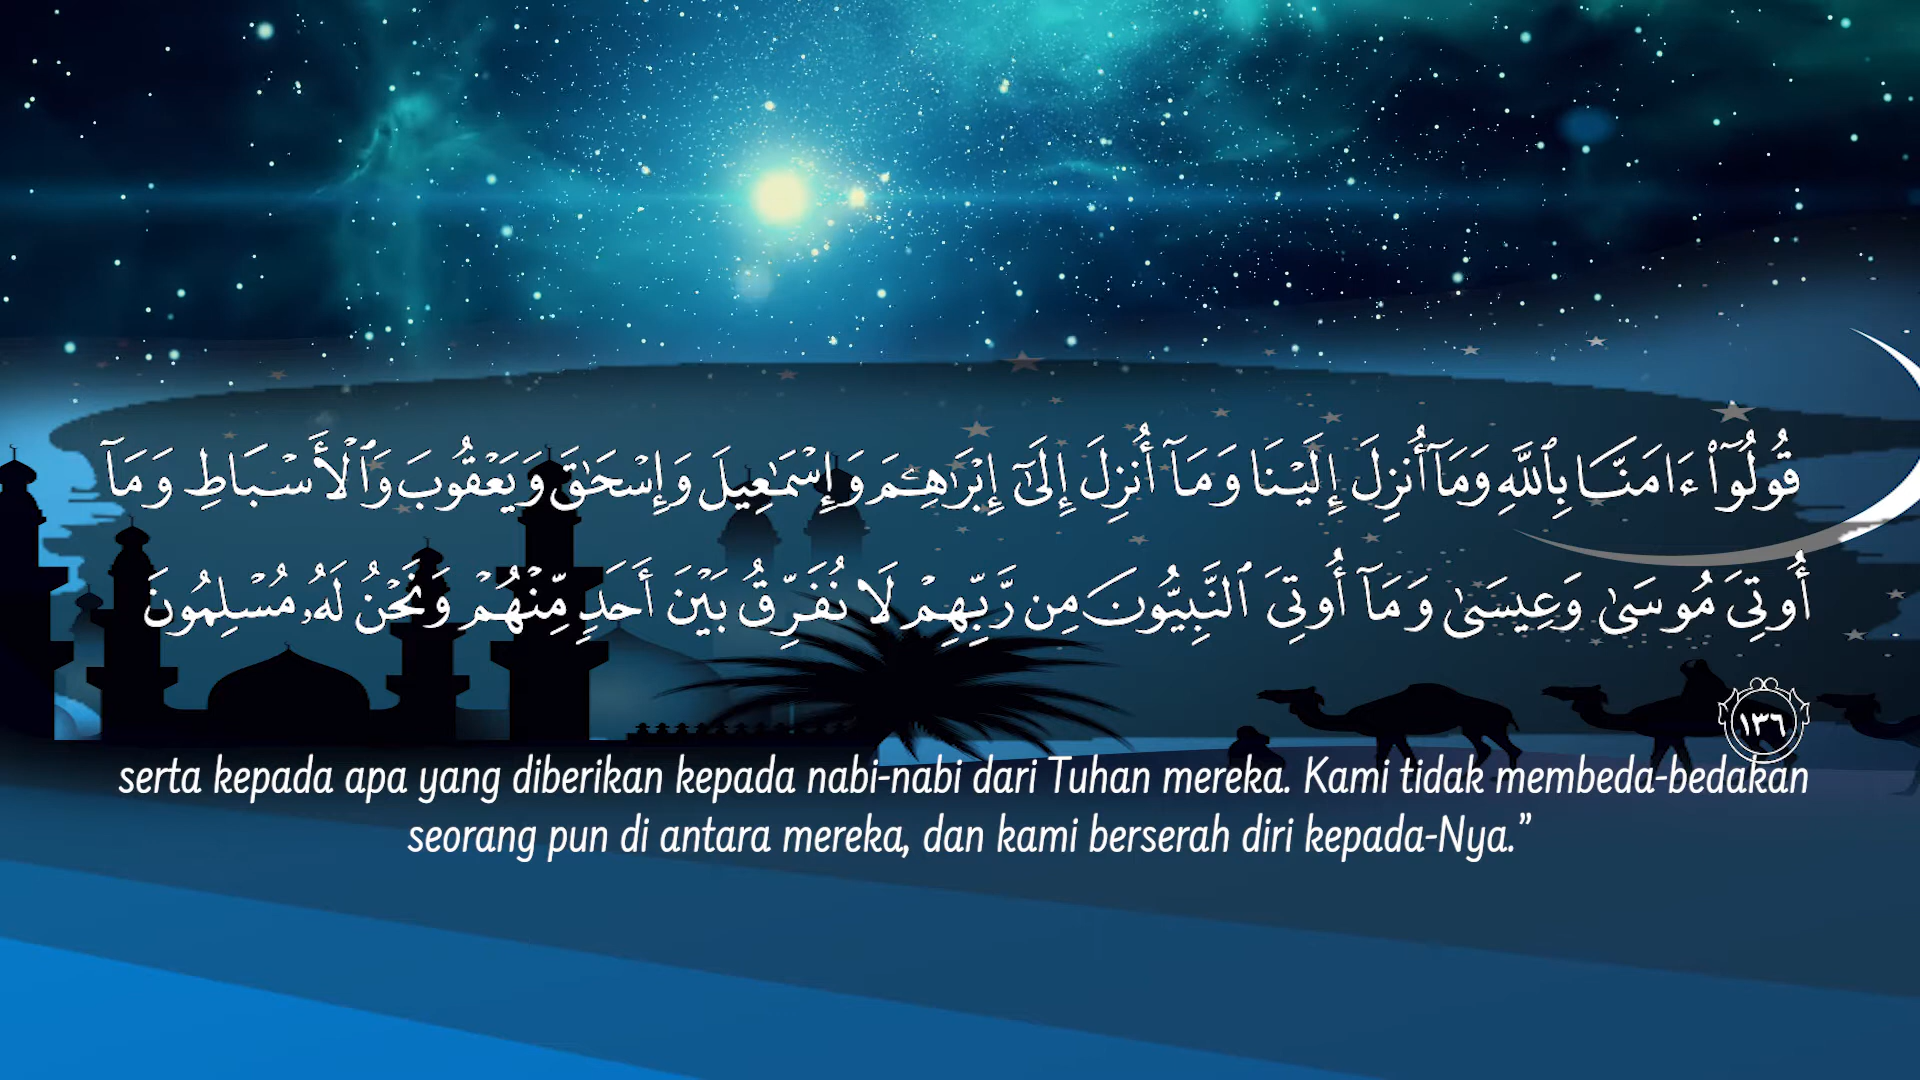 قُولُوٓا۟ ءَامَنَّا بِٱللَّهِ وَمَآ أُنزِلَ إِلَيْنَا وَمَآ أُنزِلَ إِلَىٰٓ إِبْرَٰهِـۧمَ وَإِسْمَـٰعِيلَ وَإِسْحَـٰقَ وَيَعْقُوبَ وَٱلْأَسْبَاطِ وَمَآ
أُوتِىَ مُوسَىٰ وَعِيسَىٰ وَمَآ أُوتِىَ ٱلنَّبِيُّونَ مِن رَّبِّهِمْ لَا نُفَرِّقُ بَيْنَ أَحَدٍ مِّنْهُمْ وَنَحْنُ لَهُۥ مُسْلِمُونَ
١٣٦
serta kepada apa yang diberikan kepada nabi-nabi dari Tuhan mereka. Kami tidak membeda-bedakan
seorang pun di antara mereka, dan kami berserah diri kepada-Nya.”